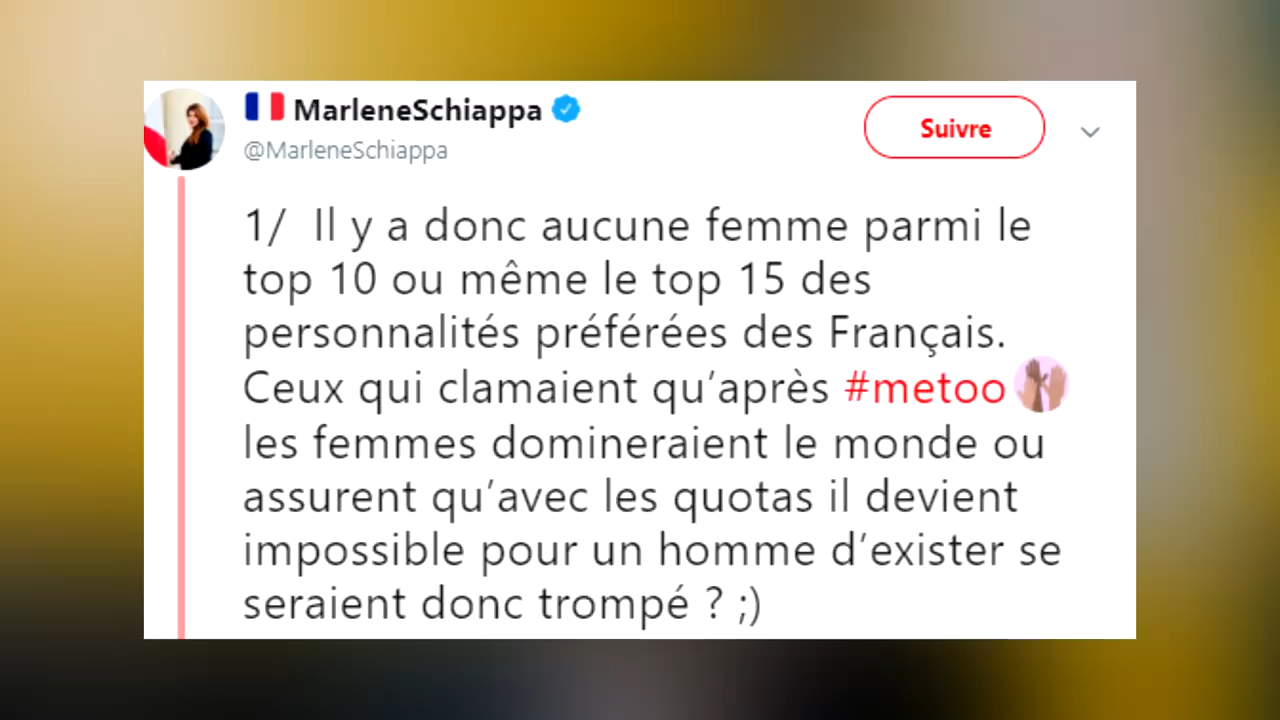 MarleneSchiappa
@MarleneSchiappa
Suivre
1/ Il y a donc aucune femme parmi le
top 10 ou même le top 15 des
personnalités préférées des Français.
Ceux qui clamaient qu’après #metoo
les femmes domineraient le monde ou
assurent qu’avec les quotas il devient
impossible pour un homme d’exister se
seraient donc trompé ? ;)